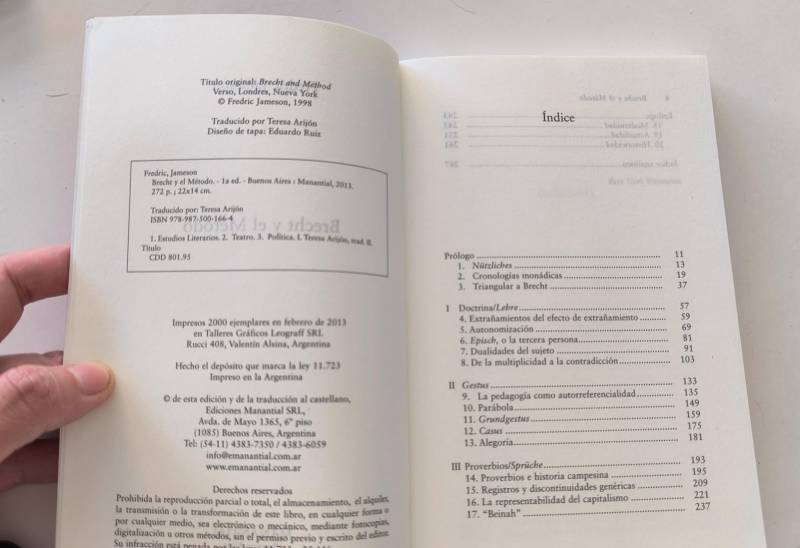 Título original: Brecht and Method
Verso, Londres, Nueva York
© Fredric Jameson, 1998
Traducido por Teresa Arijón
Diseño de tapa: Eduardo Ruiz
Fredric, Jameson
Brecht y el Método. - 1a ed. - Buenos Aires : Manantial, 2013.
272 p. ; 22x14 cm.
Traducido por: Teresa Arijón
ISBN 978-987-500-166-4
1. Estudios Literarios. 2. Teatro. 3. Política. I. Teresa Arijón, trad. II.
Título
CDD 801.95
Impresos 2000 ejemplares en febrero de 2013
en Talleres Gráficos Leograff SRL
Rucci 408, Valentín Alsina, Argentina
Hecho el depósito que marca la ley 11.723
Impreso en la Argentina
© de esta edición y de la traducción al castellano,
Ediciones Manantial SRL,
Avda. de Mayo 1365, 6° piso
(1085) Buenos Aires, Argentina
Tel: (54-11) 4383-7350 / 4383-6059
info@emanantial.com.ar
www.emanantial.com.ar
Derechos reservados
Prohibida la reproducción parcial o total, el almacenamiento, el alquiler,
la transmisión o la transformación de este libro, en cualquier forma o
por cualquier medio, sea electrónico o mecánico, mediante fotocopias,
digitalización u otros métodos, sin el permiso previo y escrito del editor.
Su infracción está penada por
Índice
Prólogo 11
1. Nützliches 13
2. Cronologías monádicas 19
3. Triangular a Brecht 37
I Doctrina/Lehre 57
4. Extrañamientos del efecto de extrañamiento 59
5. Autonomización 69
6. Episch, o la tercera persona 81
7. Dualidades del sujeto 91
8. De la multiplicidad a la contradicción 103
II Gestus 133
9. La pedagogía como autorreferencialidad 135
10. Parábola 149
11. Grundgestus 159
12. Casus 175
13. Alegoría 181
III Proverbios/Sprüche 193
14. Proverbios e historia campesina 195
15. Registros y discontinuidades genéricas 209
16. La representabilidad del capitalismo 221
17. “Beinah” 237